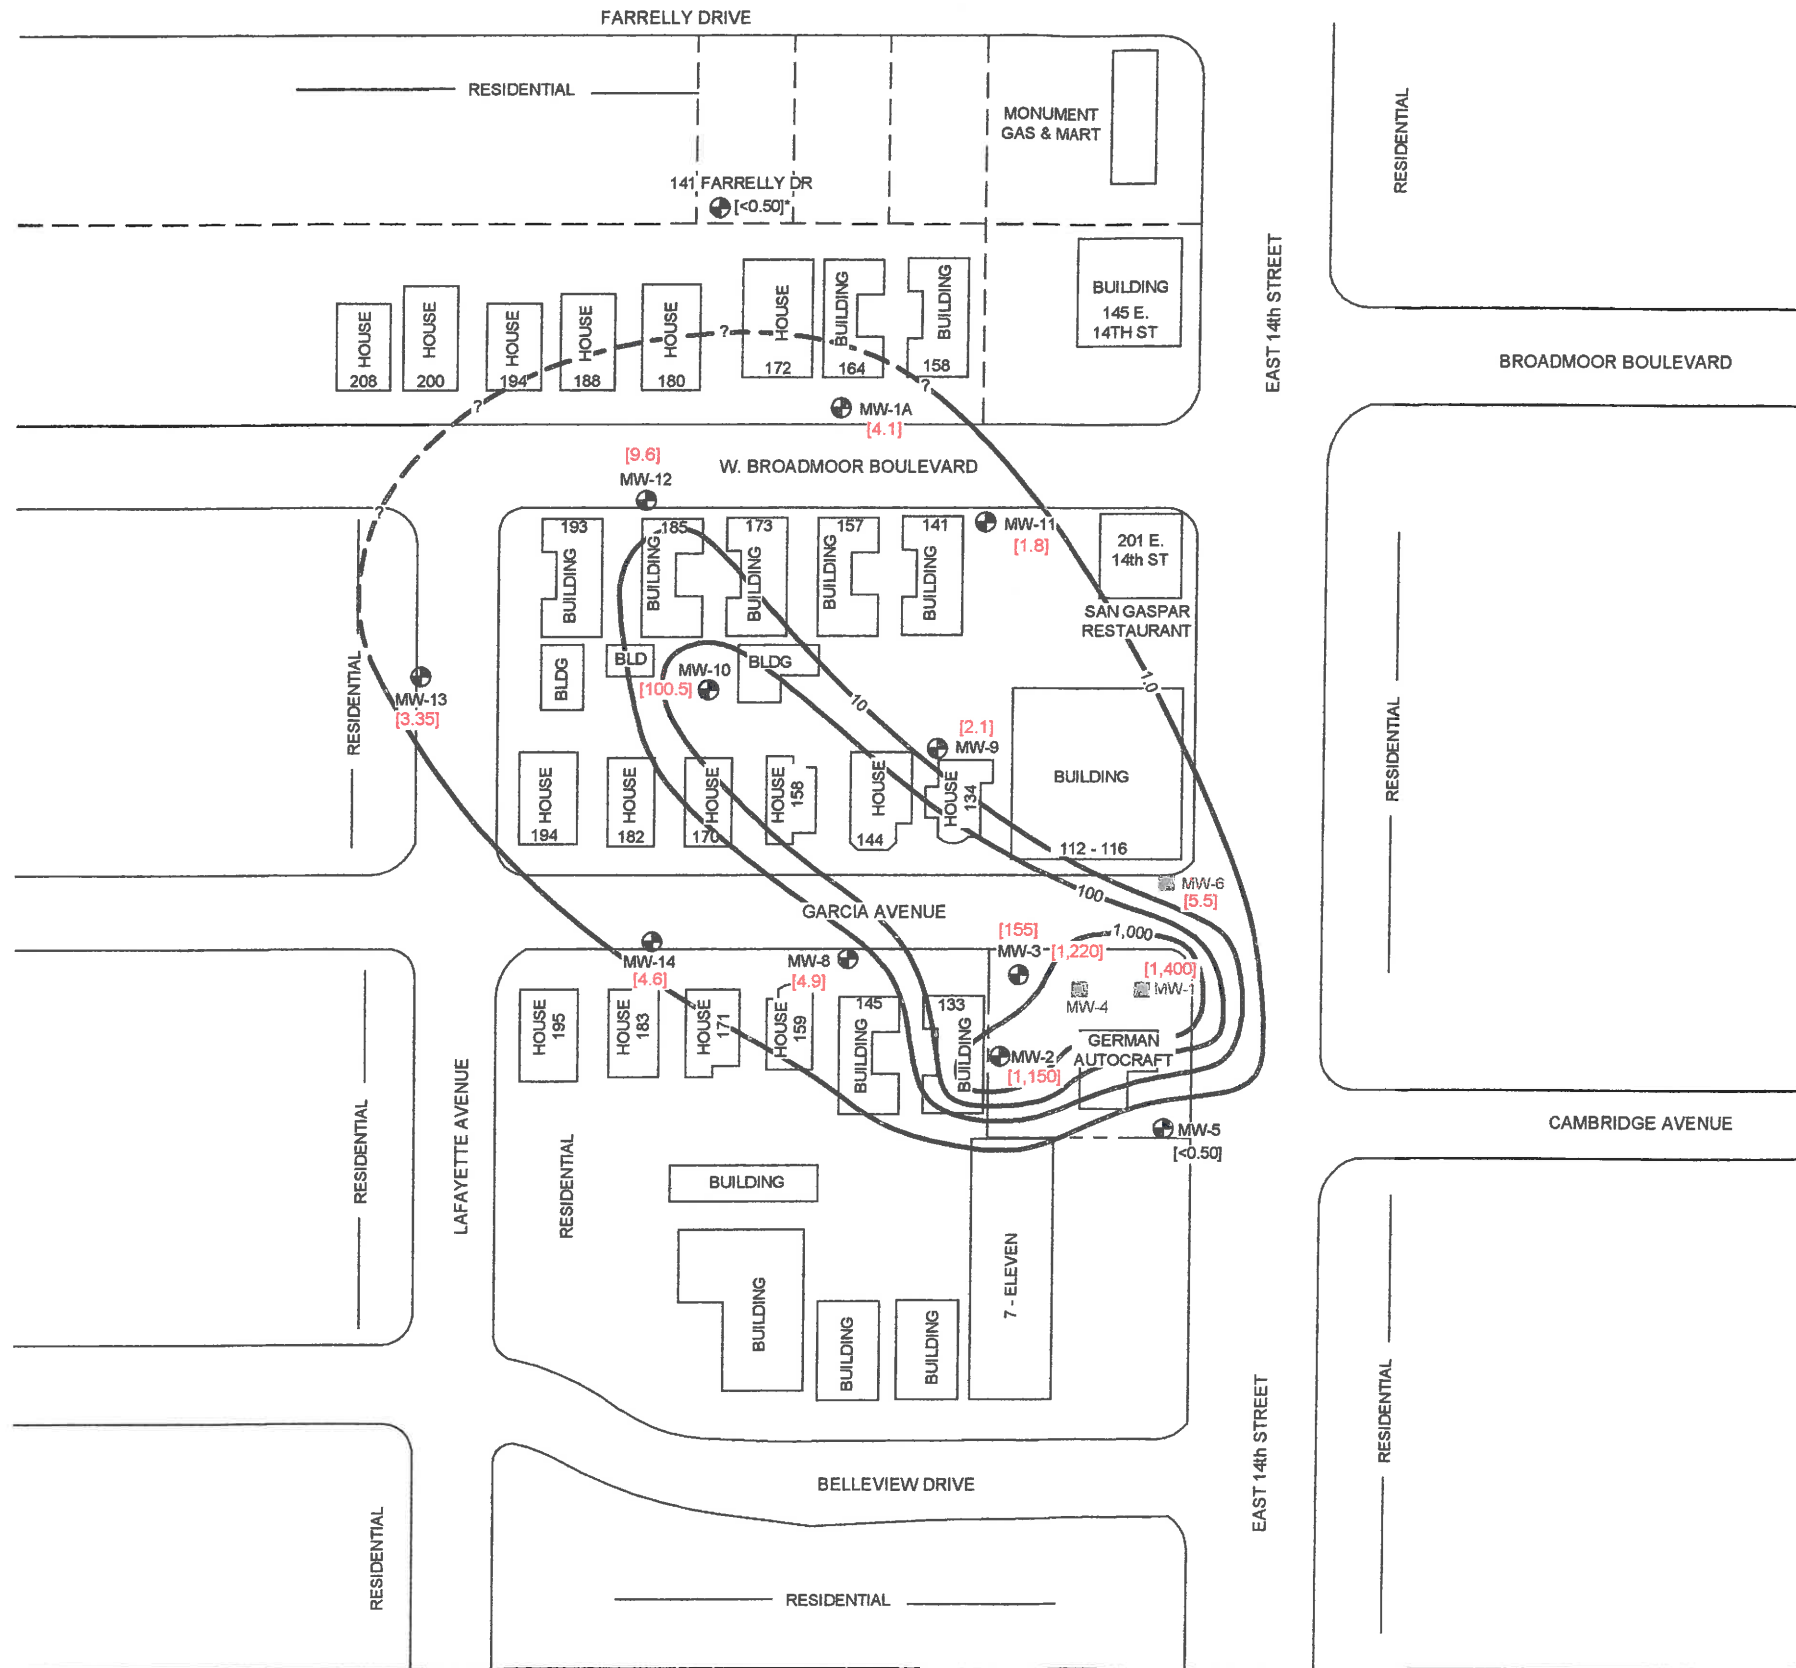 FARRELLY DRIVE
RESIDENTIAL
MONUMENT
GAS & MART
RESIDENTIAL
141 FARRELLY DR
[<0.50]*
EAST 14th STREET
BUILDING
145 E.
14TH ST
HOUSE
208
HOUSE
200
HOUSE
194
HOUSE
188
HOUSE
180
HOUSE
172
BUILDING
164
BUILDING
158
?
?
?
?
BROADMOOR BOULEVARD
MW-1A
[4.1]
[9.6]
MW-12
W. BROADMOOR BOULEVARD
193
BUILDING
185
BUILDING
173
BUILDING
157
BUILDING
141
BUILDING
MW-11
[1.8]
201 E.
14th ST
SAN GASPAR
RESTAURANT
1.0
BLDG
BLD
MW-10
[100.5]
BLDG
10
RESIDENTIAL
MW-13
[3.35]
[2.1]
MW-9
RESIDENTIAL
HOUSE
194
HOUSE
182
HOUSE
170
HOUSE
158
HOUSE
144
HOUSE
134
BUILDING
112 - 116
100
MW-6
[5.5]
GARCIA AVENUE
1,000
[155]
MW-3
[1,220]
[1,400]
MW-1
MW-4
MW-14
[4.6]
MW-8
[4.9]
HOUSE
195
HOUSE
183
HOUSE
171
HOUSE
159
145
BUILDING
133
BUILDING
MW-2
[1,150]
GERMAN
AUTOCRAFT
MW-5
[<0.50]
CAMBRIDGE AVENUE
RESIDENTIAL
LAFAYETTE AVENUE
RESIDENTIAL
BUILDING
BUILDING
BUILDING
BUILDING
7 - ELEVEN
EAST 14th STREET
RESIDENTIAL
BELLEVIEW DRIVE
RESIDENTIAL
RESIDENTIAL